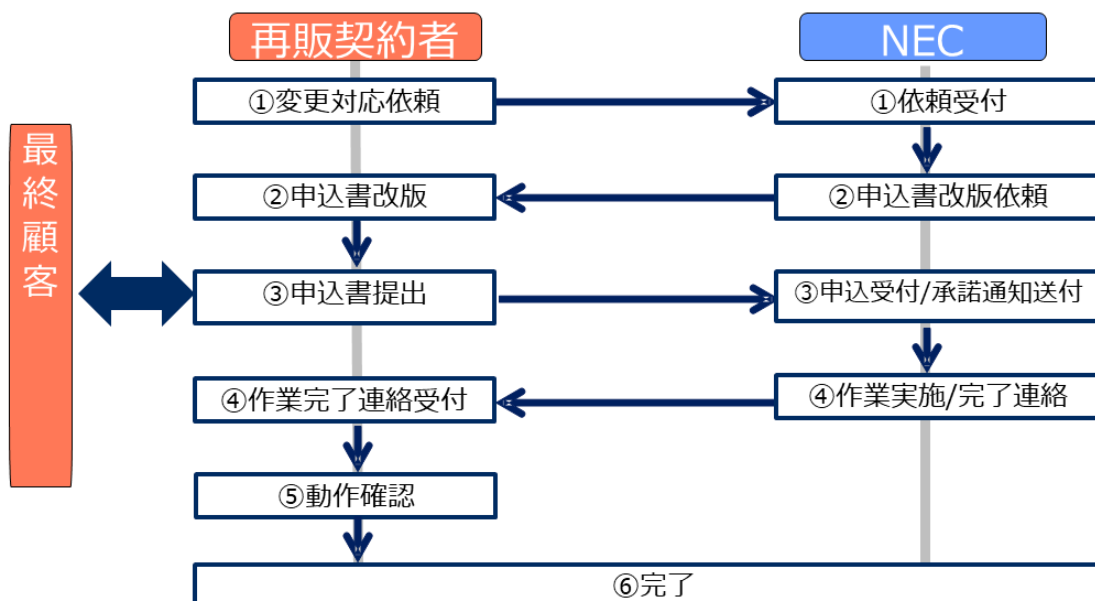 再販契約者
NEC
①変更対応依頼
①依頼受付
最終顧客
②申込書改版
②申込書改版依頼
③申込書提出
③申込受付/承諾通知送付
④作業完了連絡受付
④作業実施/完了連絡
⑤動作確認
⑥完了